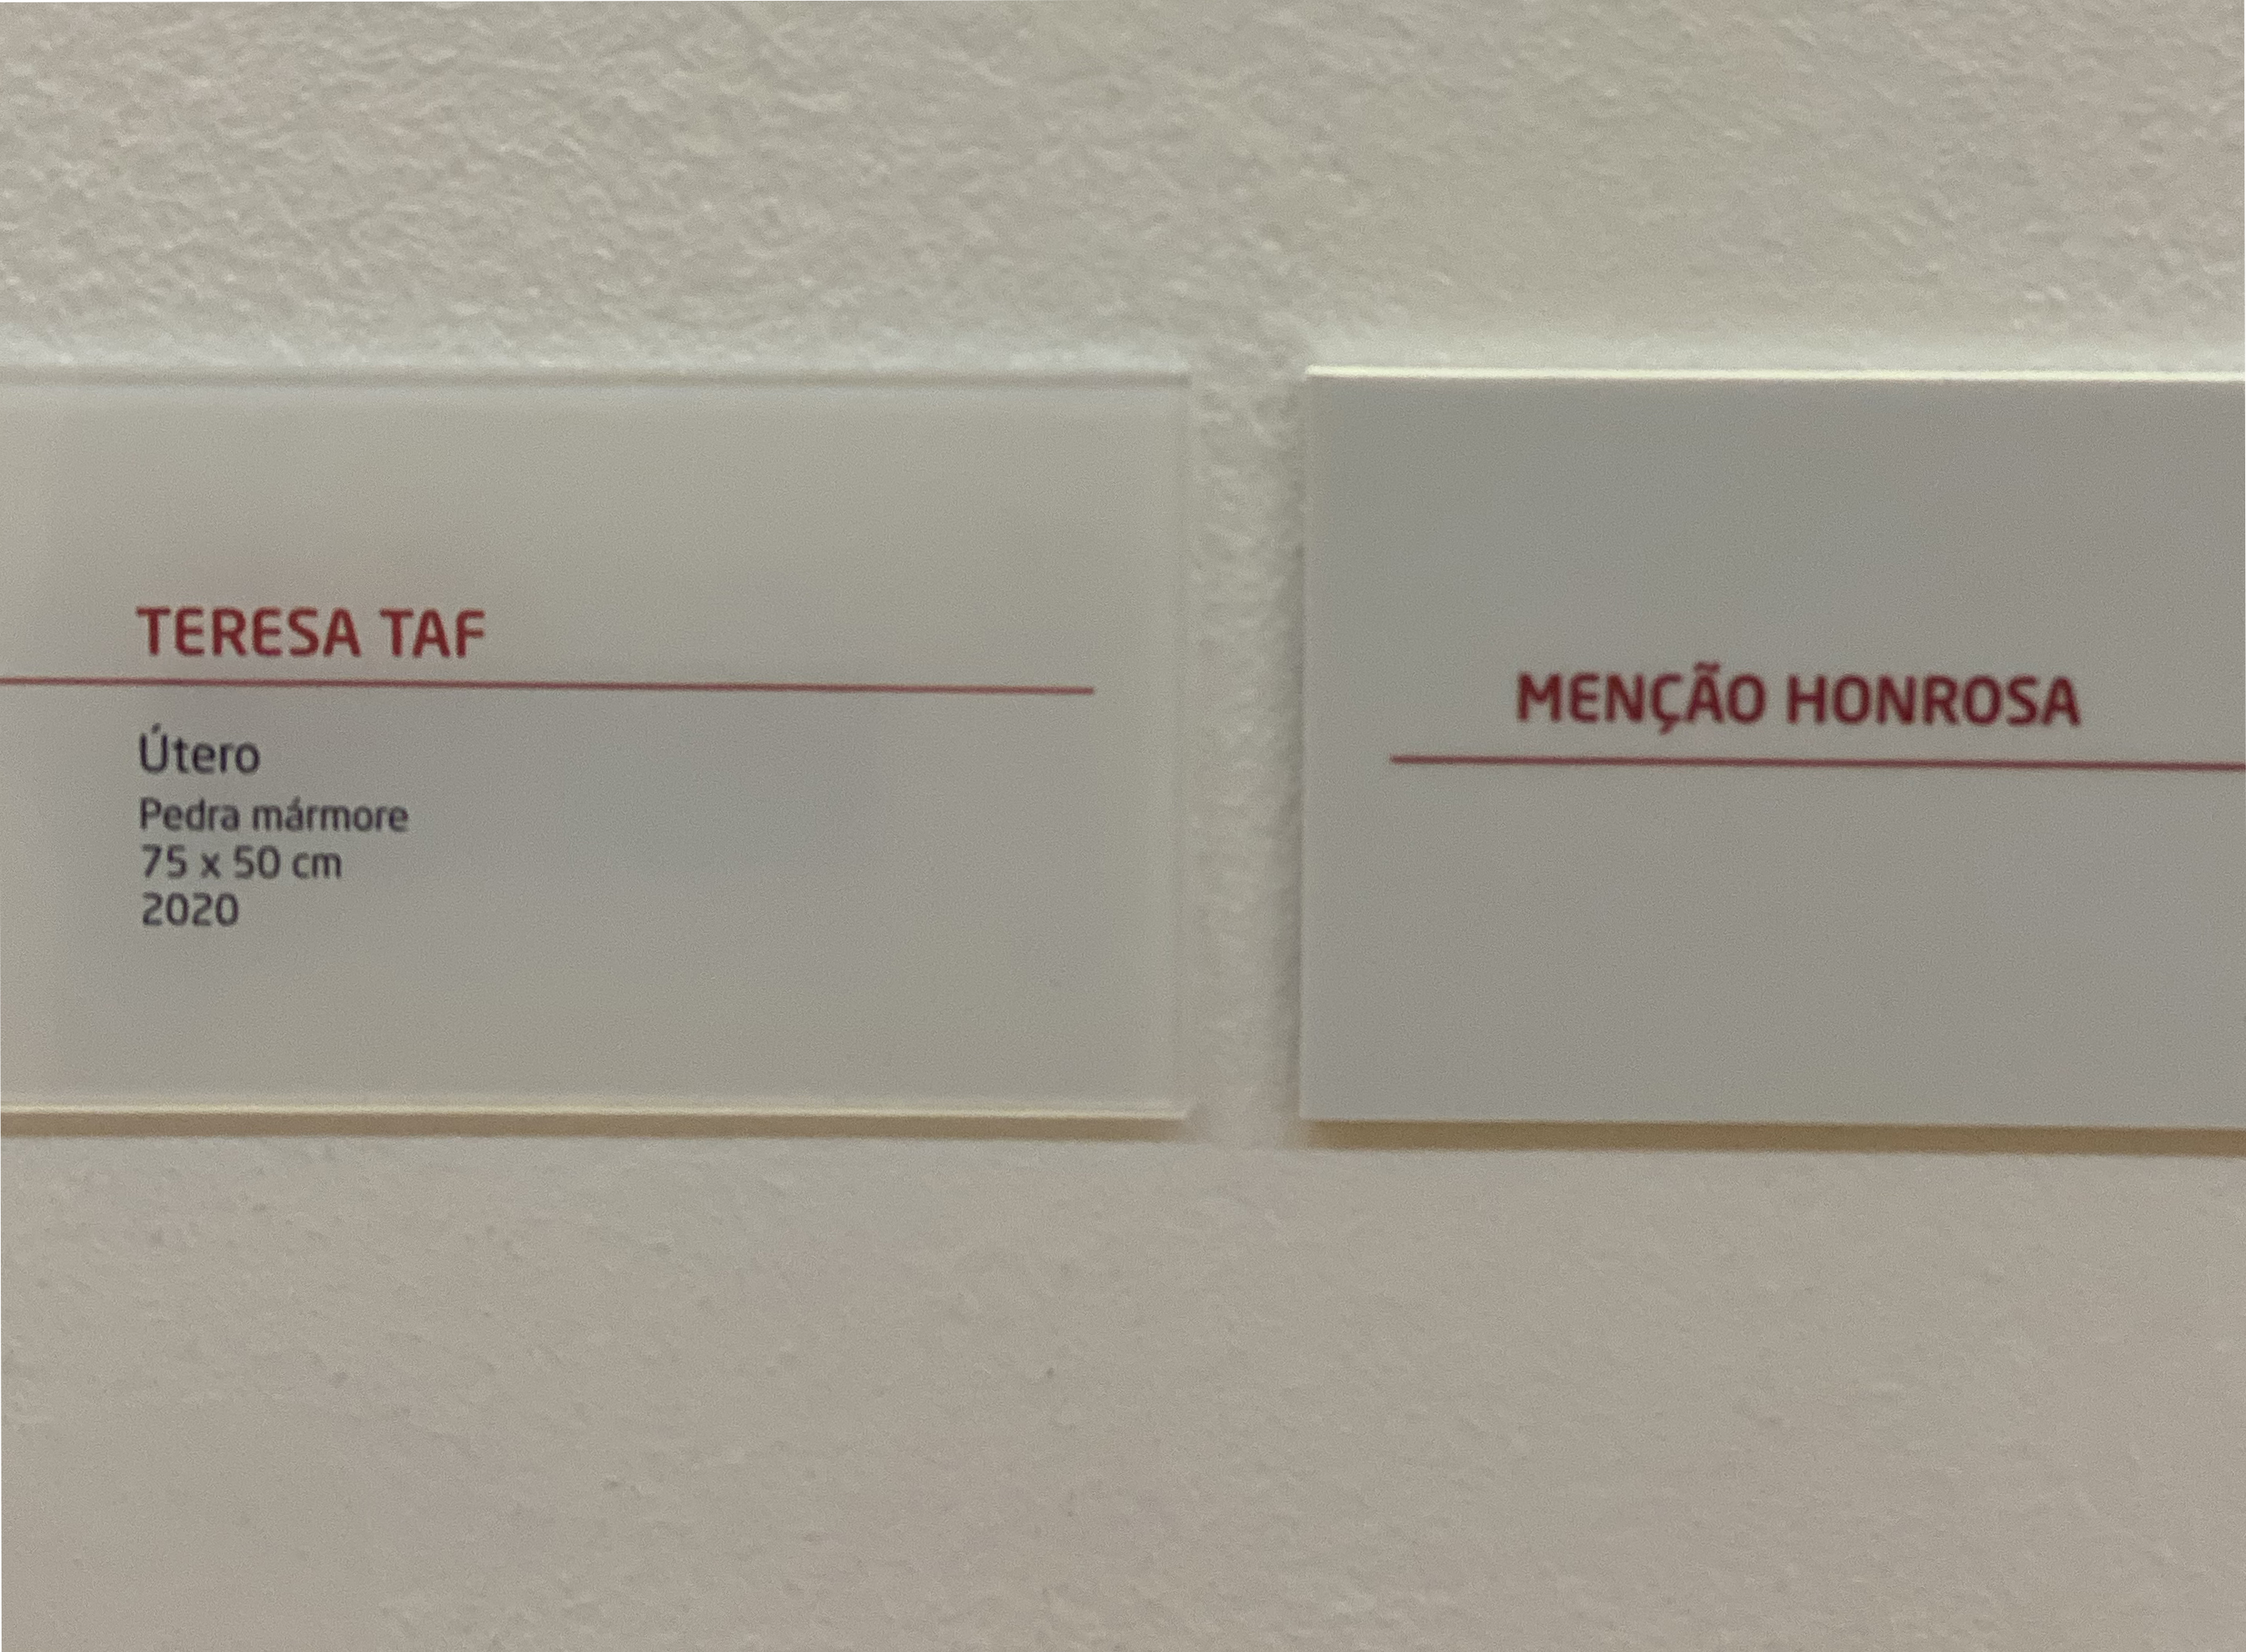 TERESA TAF
Útero
Pedra mármore
75 x 50 cm
2020
MENÇÃO HONROSA